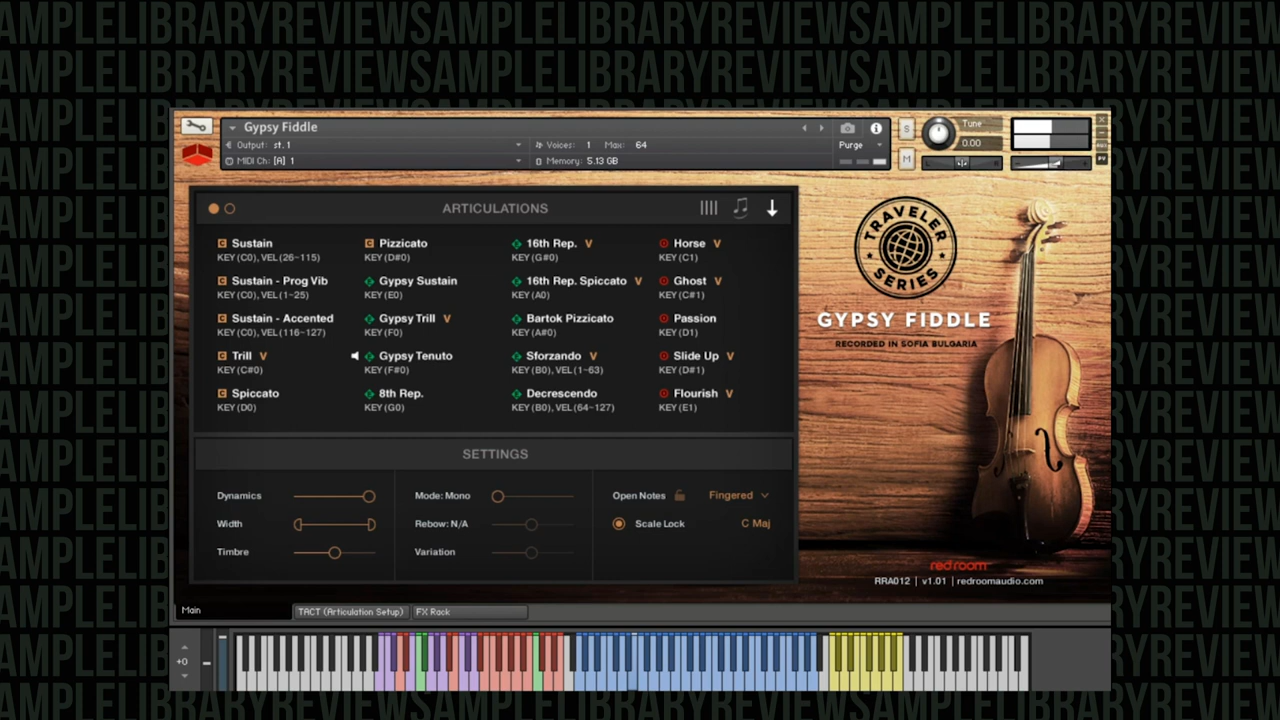 AMPLELIBRARYREVIEWSAMPLELIBRARYREVIEWSAMPLELIBRARYREVIEWS
Gypsy Fiddle
Output: st. 1
Voices: 1 Max: 64
Purge
MIDI Ch: [A] 1
Memory: 5.13 GB
S
M
Tune
0.00
ARTICULATIONS
C Sustain
KEY (C0), VEL (26-115)
C Sustain - Prog Vib
KEY (C0), VEL (1-25)
C Sustain - Accented
KEY (C0), VEL (116-127)
C Trill V
KEY (C#0)
C Spiccato
KEY (D0)
C Pizzicato
KEY (D#0)
Gypsy Sustain
KEY (E0)
Gypsy Trill V
KEY (F0)
Gypsy Tenuto
KEY (F#0)
8th Rep.
KEY (G0)
16th Rep. V
KEY (G#0)
16th Rep. Spiccato V
KEY (A0)
Bartok Pizzicato
KEY (A#0)
Sforzando V
KEY (B0), VEL (1-63)
Decrescendo
KEY (B0), VEL (64-127)
Horse V
KEY (C1)
Ghost V
KEY (C#1)
Passion
KEY (D1)
Slide Up V
KEY (D#1)
Flourish V
KEY (E1)
SETTINGS
Dynamics
Width
Timbre
Mode: Mono
Rebow: N/A
Variation
Open Notes
Fingered
Scale Lock
C Maj
TRAVELER
SERIES
GYPSY FIDDLE
RECORDED IN SOFIA BULGARIA
red room
RRA012 | v1.01 | redroomaudio.com
Main
TACT (Articulation Setup)
FX Rack
+0